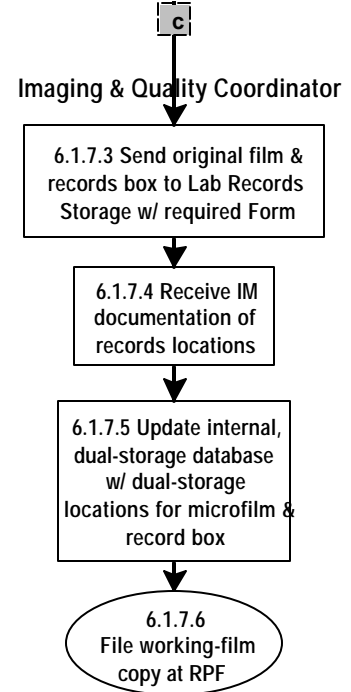 c
Imaging & Quality Coordinator
6.1.7.3 Send original film &
records box to Lab Records
Storage w/ required Form
6.1.7.4 Receive IM
documentation of
records locations
6.1.7.5 Update internal,
dual-storage database
w/ dual-storage
locations for microfilm &
record box
6.1.7.6
File working-film
copy at RPF